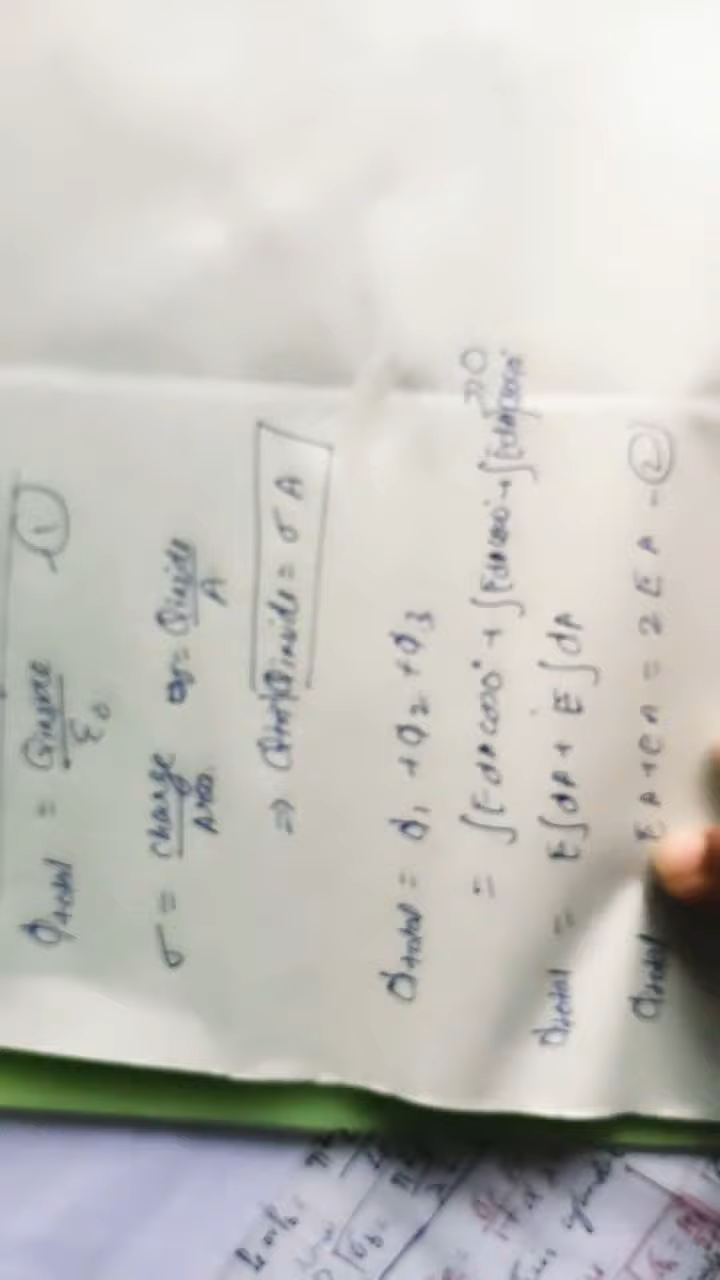 ϕtotal = Qinside/ε₀ ①
σ = charge/Area σ = Qinside/A
⇒ Qinside = σ A
ϕtotal = ϕ₁ + ϕ₂ + ϕ₃
= ∫E dA cos0° + ∫E dA cos0° + ∫E dA cos90° → 0
ϕtotal = E∫dA + E∫dA
ϕtotal EA + EA = 2EA - ②